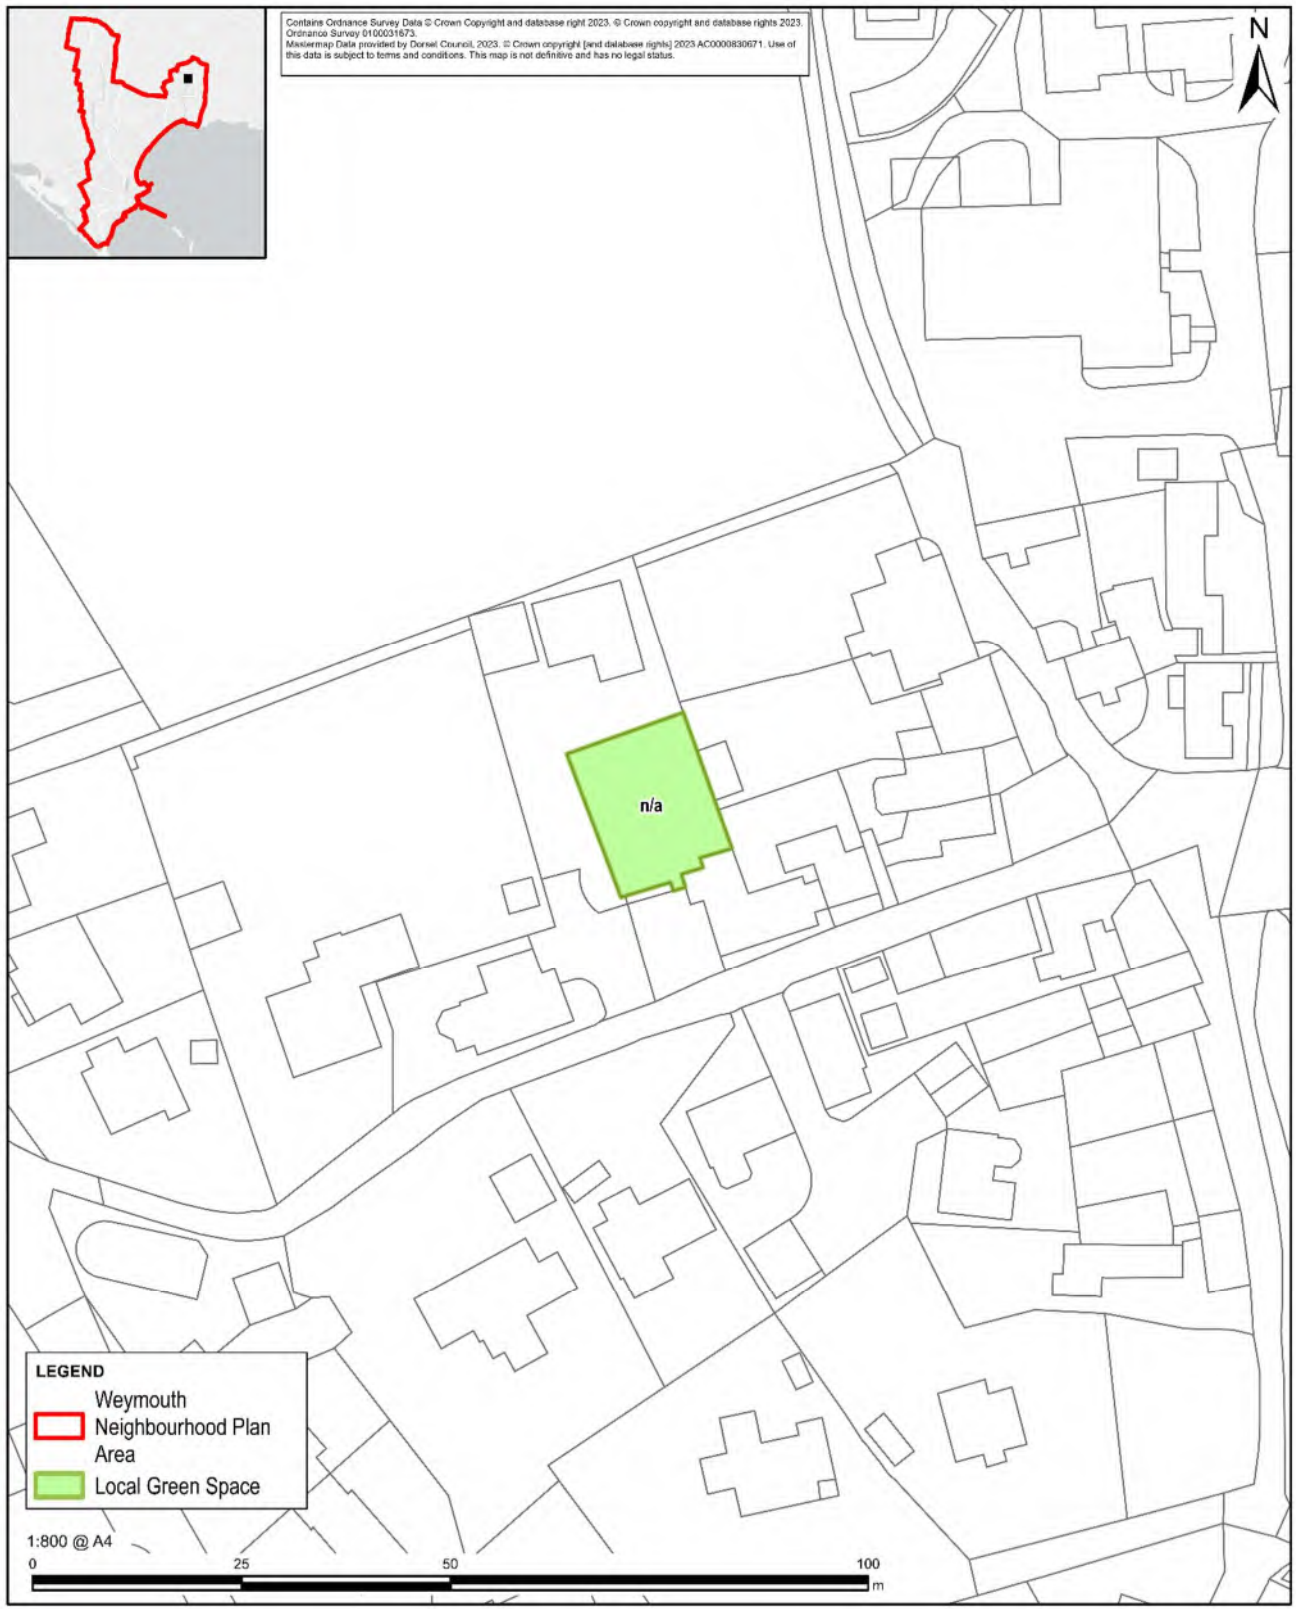 Contains Ordnance Survey Data © Crown Copyright and database right 2023. © Crown copyright and database rights 2023.
Ordnance Survey 0100031673.
Mastermap Data provided by Dorset Council, 2023. © Crown copyright [and database rights] 2023 AC0000830671. Use of
this data is subject to terms and conditions. This map is not definitive and has no legal status.
N
n/a
LEGEND
Weymouth
Neighbourhood Plan
Area
Local Green Space
1:800 @ A4
0 25 50 100
m